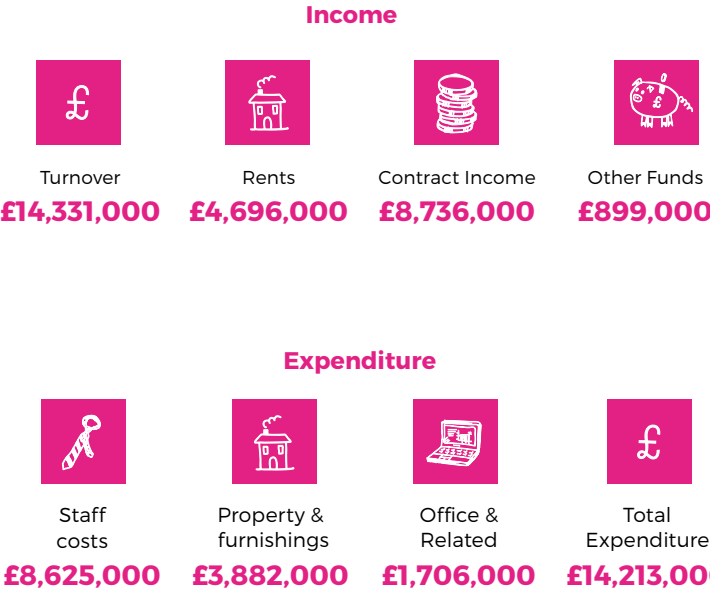 Income
£
£
Turnover
Rents
Contract Income
Other Funds
£14,331,000
£4,696,000
£8,736,000
£899,000
Expenditure
£
Staff
costs
Property &
furnishings
Office &
Related
Total
Expenditure
£8,625,000
£3,882,000
£1,706,000
£14,213,000